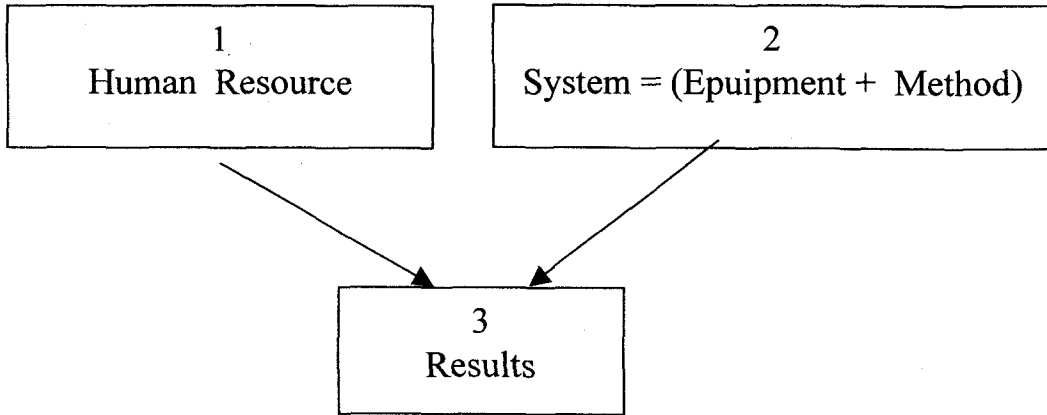 1
Human Resource
2
System = (Epuipment + Method)
3
Results